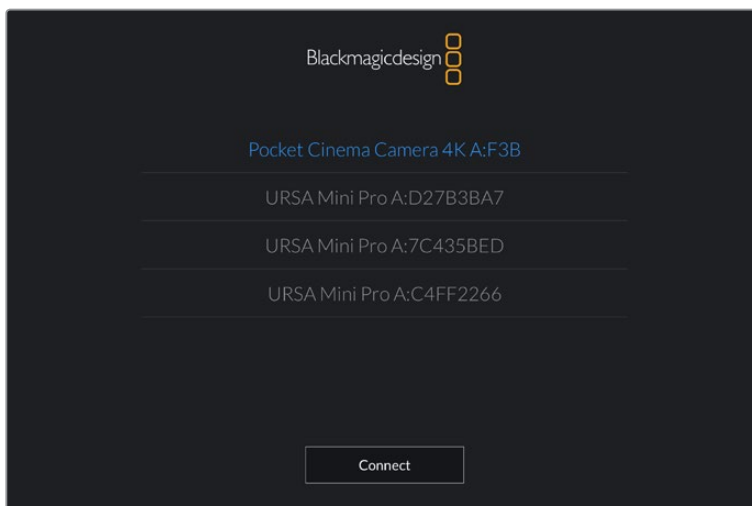 Blackmagicdesign
Pocket Cinema Camera 4K A:F3B
URSA Mini Pro A:D27B3BA7
URSA Mini Pro A:7C435BED
URSA Mini Pro A:C4FF2266
Connect